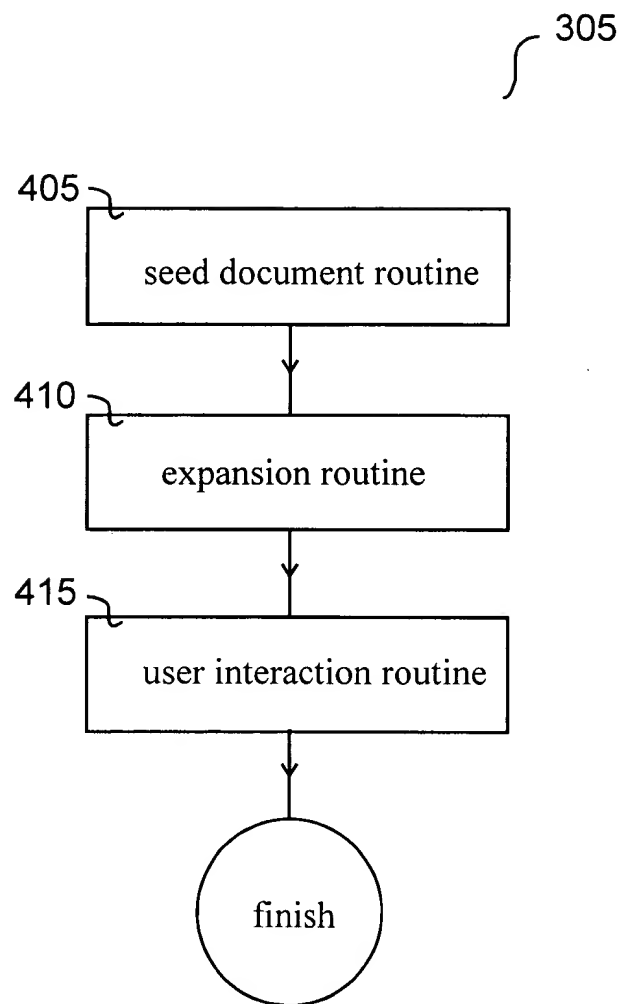 305
405
seed document routine
410
expansion routine
415
user interaction routine
finish